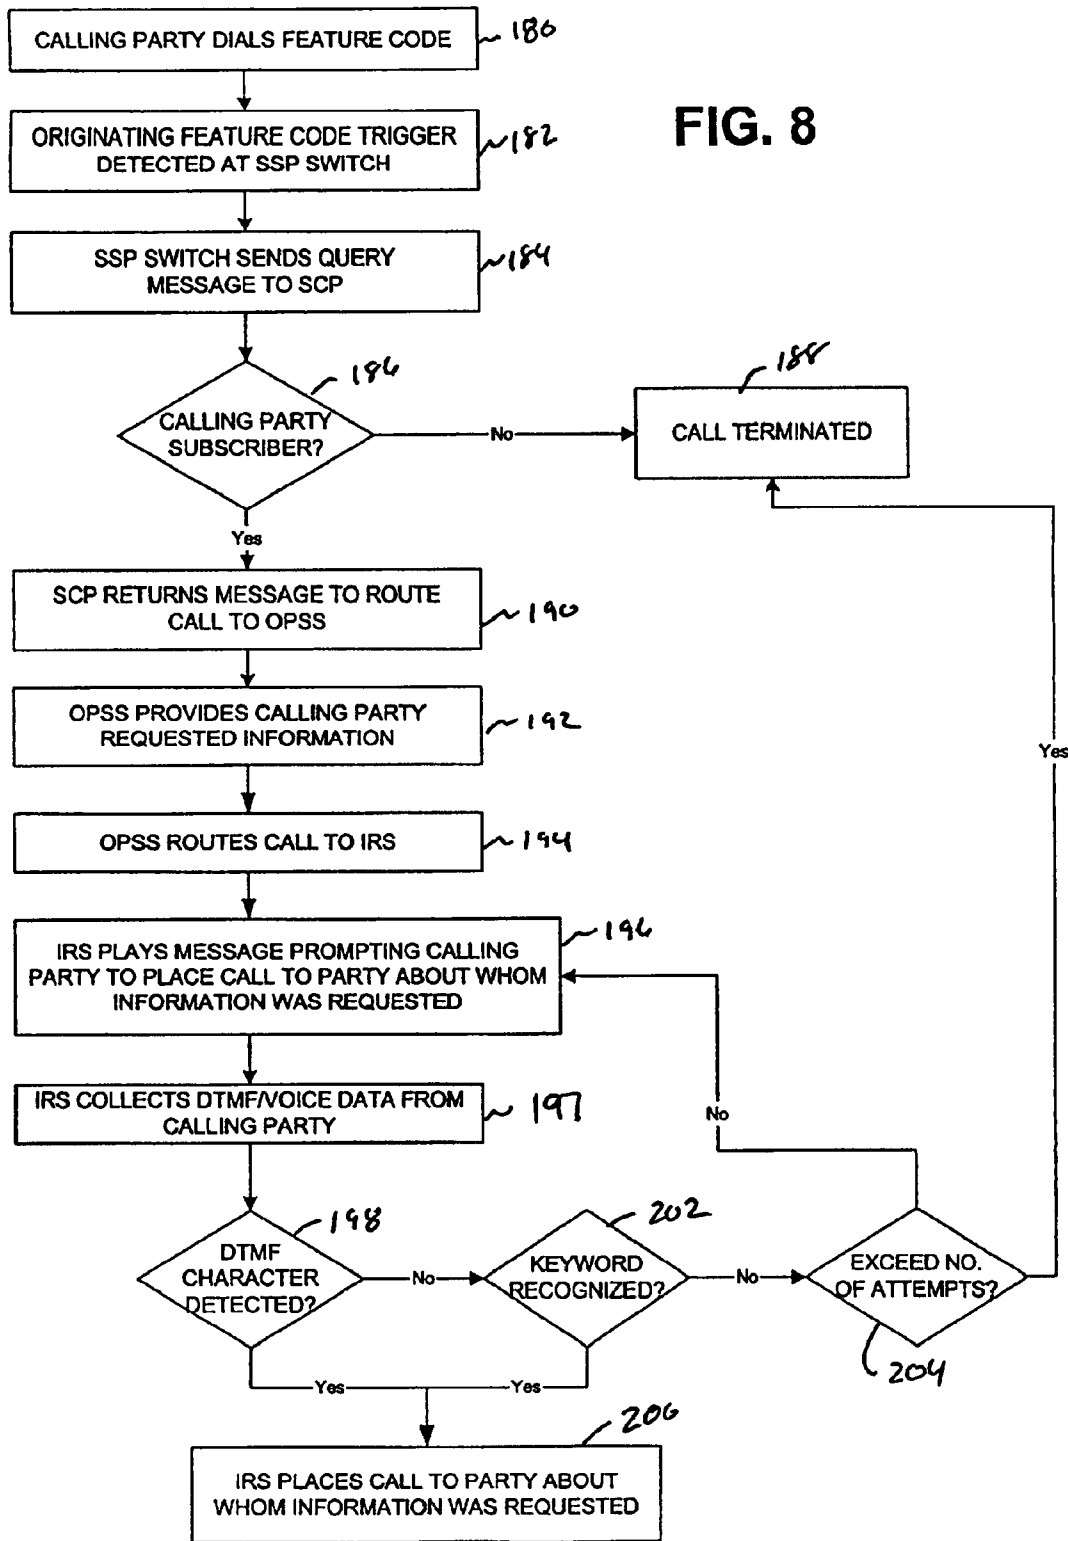 CALLING PARTY DIALS FEATURE CODE
180
FIG. 8
ORIGINATING FEATURE CODE TRIGGER
DETECTED AT SSP SWITCH
182
SSP SWITCH SENDS QUERY
MESSAGE TO SCP
184
186
CALLING PARTY
SUBSCRIBER?
No
188
CALL TERMINATED
Yes
SCP RETURNS MESSAGE TO ROUTE
CALL TO OPSS
190
OPSS PROVIDES CALLING PARTY
REQUESTED INFORMATION
192
Yes
OPSS ROUTES CALL TO IRS
194
196
IRS PLAYS MESSAGE PROMPTING CALLING
PARTY TO PLACE CALL TO PARTY ABOUT WHOM
INFORMATION WAS REQUESTED
IRS COLLECTS DTMF/VOICE DATA FROM
CALLING PARTY
197
No
198
DTMF
CHARACTER
DETECTED?
No
202
KEYWORD
RECOGNIZED?
No
EXCEED NO.
OF ATTEMPTS?
204
Yes
Yes
200
IRS PLACES CALL TO PARTY ABOUT
WHOM INFORMATION WAS REQUESTED